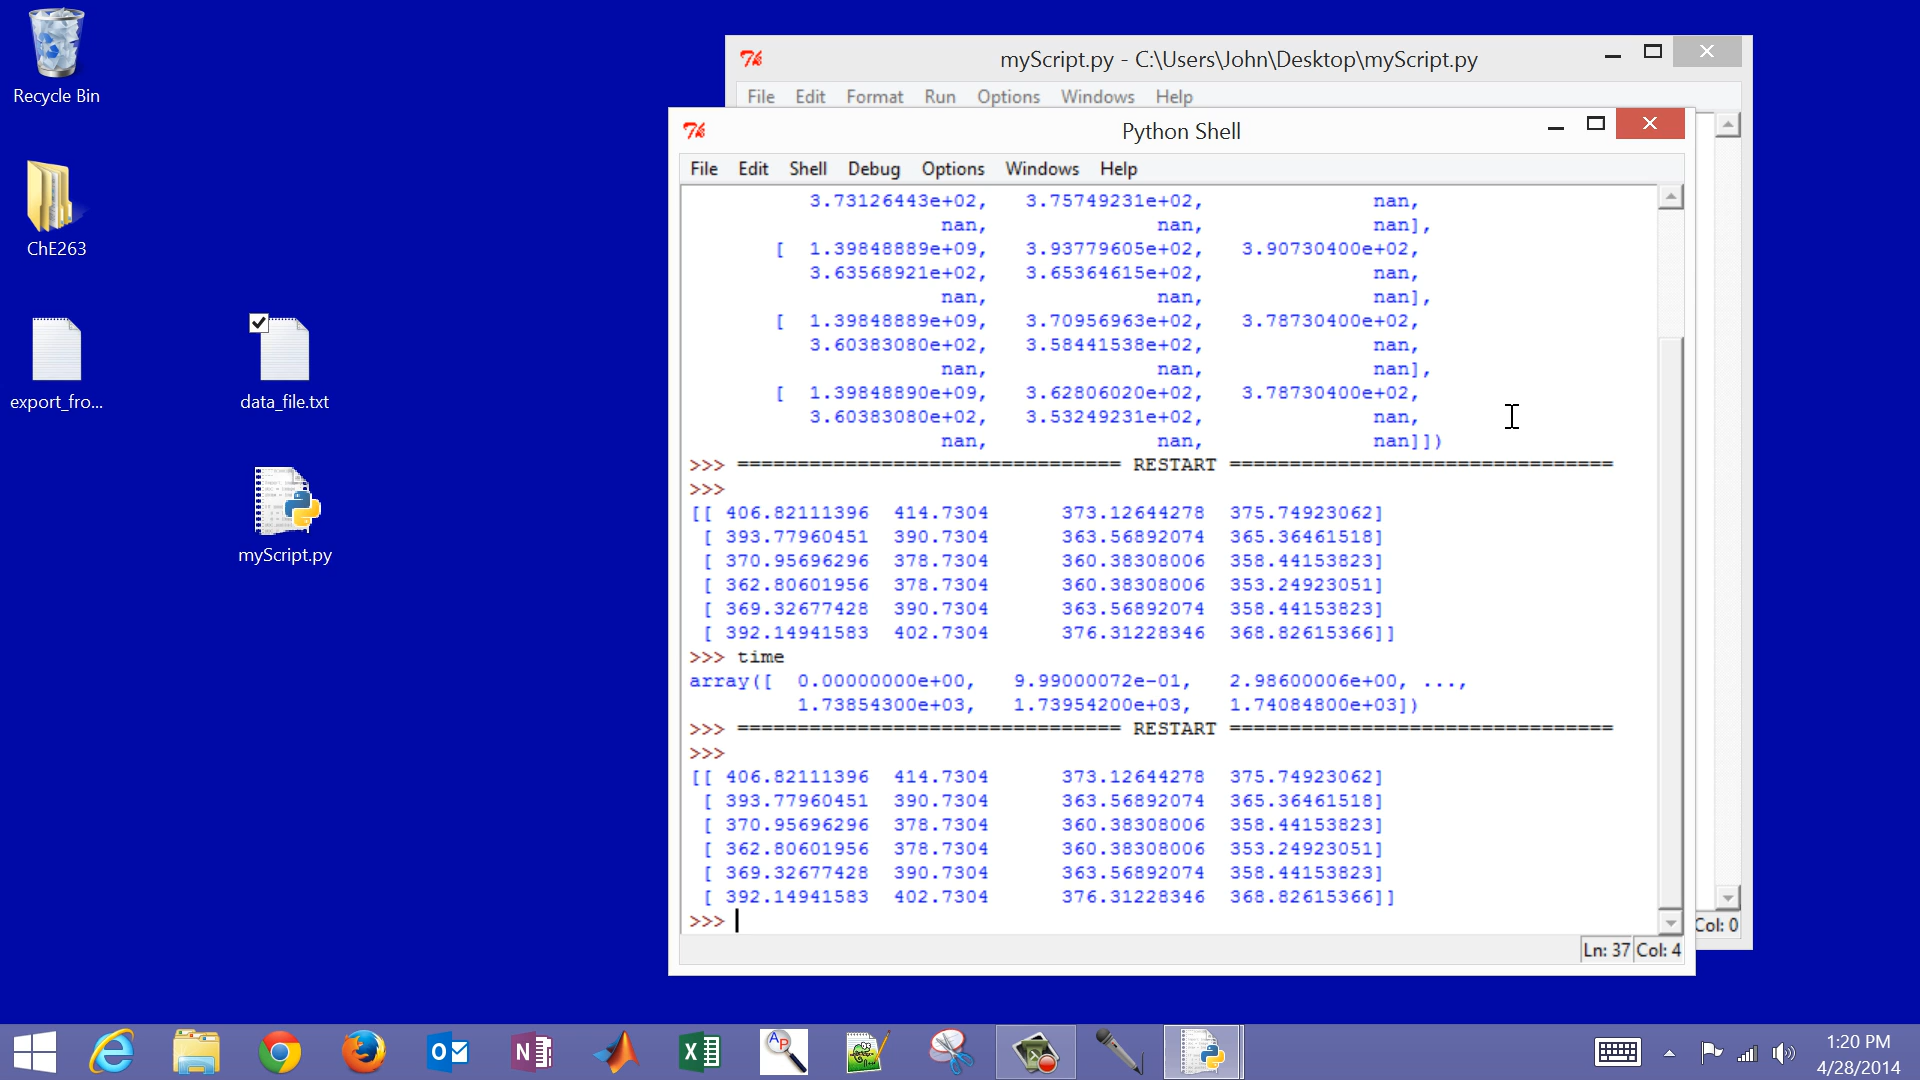 Recycle Bin
ChE263
export_fro...
data_file.txt
myScript.py
myScript.py - C:\Users\John\Desktop\myScript.py
File Edit Format Run Options Windows Help
Python Shell
File Edit Shell Debug Options Windows Help
3.73126443e+02, 3.75749231e+02, nan,
nan, nan, nan],
[ 1.39848889e+09, 3.93779605e+02, 3.90730400e+02,
3.63568921e+02, 3.65364615e+02, nan,
nan, nan, nan],
[ 1.39848889e+09, 3.70956963e+02, 3.78730400e+02,
3.60383080e+02, 3.58441538e+02, nan,
nan, nan, nan],
[ 1.39848890e+09, 3.62806020e+02, 3.78730400e+02,
3.60383080e+02, 3.53249231e+02, nan,
nan, nan, nan]])
>>> ================================ RESTART ================================
>>>
[[ 406.82111396 414.7304 373.12644278 375.74923062]
[ 393.77960451 390.7304 363.56892074 365.36461518]
[ 370.95696296 378.7304 360.38308006 358.44153823]
[ 362.80601956 378.7304 360.38308006 353.24923051]
[ 369.32677428 390.7304 363.56892074 358.44153823]
[ 392.14941583 402.7304 376.31228346 368.82615366]]
>>> time
array([ 0.00000000e+00, 9.99000072e-01, 2.98600006e+00, ...,
1.73854300e+03, 1.73954200e+03, 1.74084800e+03])
>>> ================================ RESTART ================================
>>>
[[ 406.82111396 414.7304 373.12644278 375.74923062]
[ 393.77960451 390.7304 363.56892074 365.36461518]
[ 370.95696296 378.7304 360.38308006 358.44153823]
[ 362.80601956 378.7304 360.38308006 353.24923051]
[ 369.32677428 390.7304 363.56892074 358.44153823]
[ 392.14941583 402.7304 376.31228346 368.82615366]]
>>>
Col: 0
Ln: 37 Col: 4
1:20 PM
4/28/2014